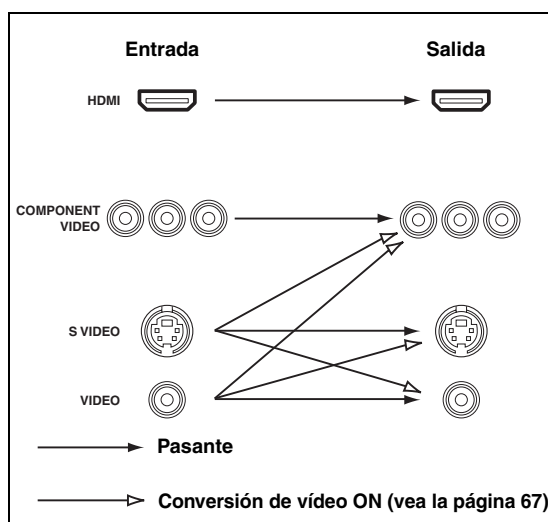 Entrada Salida
HDMI
COMPONENT
VIDEO
S VIDEO
VIDEO
Pasante
Conversión de vídeo ON (vea la página 67)